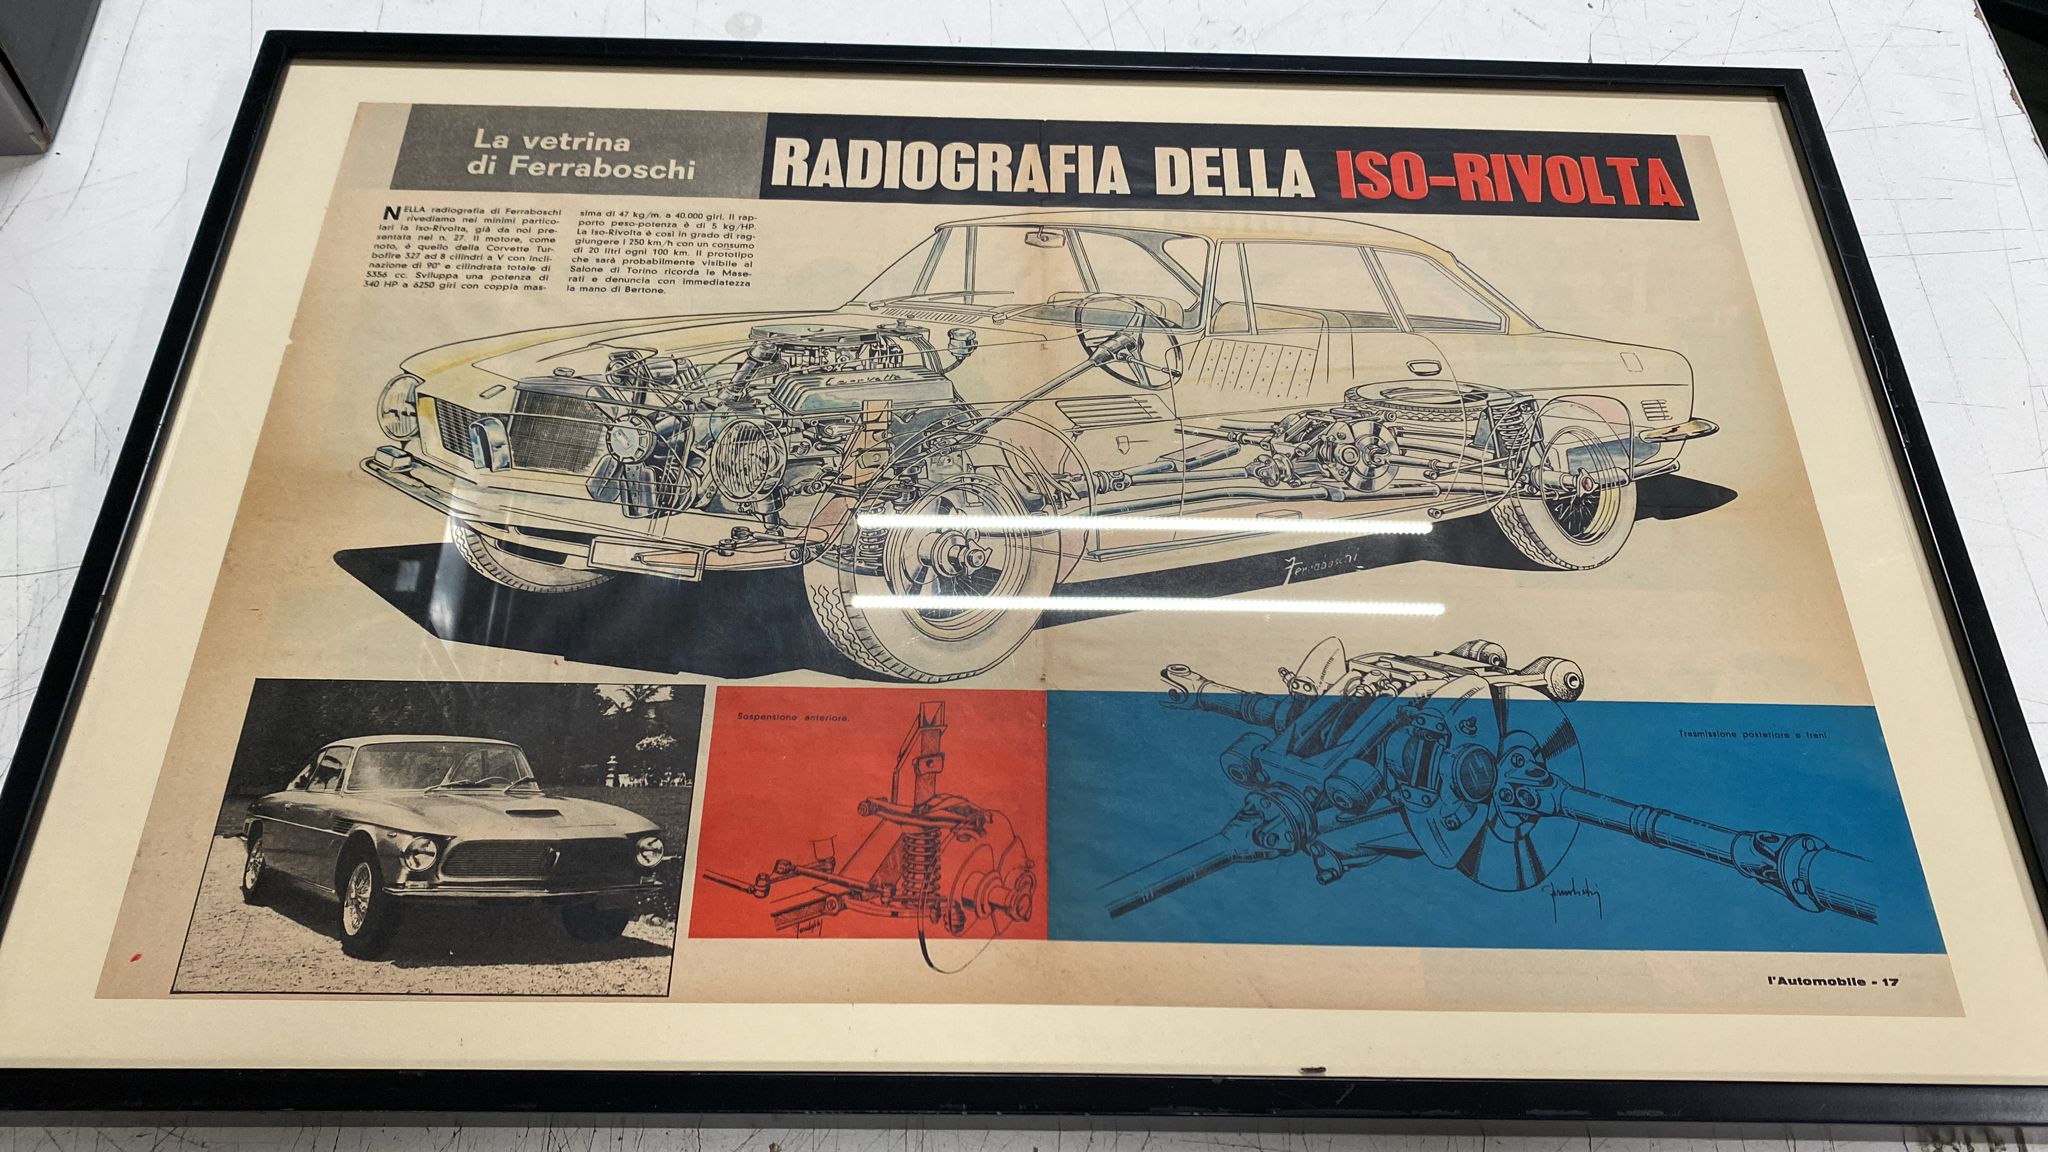 La vetrina
di Ferraboschi
RADIOGRAFIA DELLA ISO-RIVOLTA
NELLA radiografia di Ferraboschi
rivediamo nei minimi partico-
lari la Iso-Rivolta, già da noi pre-
sentata nel n. 27. Il motore, come
noto, è quello della Corvette Tur-
bofire 327 ad 8 cilindri a V con incli-
nazione di 90° e cilindrata totale di
5356 cc. Sviluppa una potenza di
340 HP a 6250 giri con coppia mas-
sima di 47 kg/m. a 40.000 giri. Il rap-
porto peso-potenza è di 5 kg/HP.
La Iso-Rivolta è così in grado di rag-
giungere i 250 km/h con un consumo
di 20 litri ogni 100 km. Il prototipo
che sarà probabilmente visibile al
Salone di Torino ricorda le Mase-
rati e denuncia con immediatezza
la mano di Bertone.
Corvette
Ferraboschi
Sospensione anteriore.
Trasmissione posteriore e freni
l'Automobile - 17